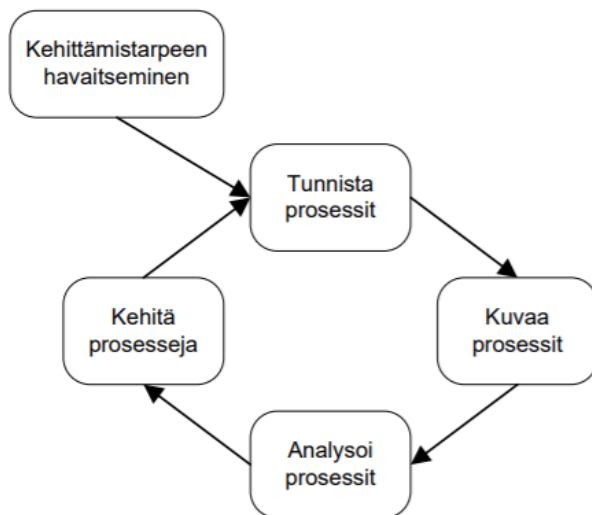 Kehittämistarpeen
havaitseminen
Tunnista
prosessit
Kehitä
prosesseja
Kuvaa
prosessit
Analysoi
prosessit